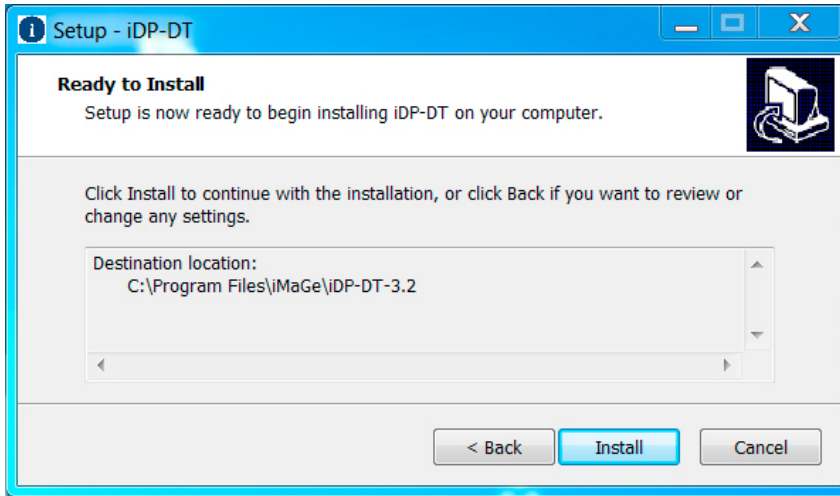 Setup - iDP-DT
Ready to Install
Setup is now ready to begin installing iDP-DT on your computer.
Click Install to continue with the installation, or click Back if you want to review or
change any settings.
Destination location:
C:\Program Files\iMaGe\iDP-DT-3.2
< Back
Install
Cancel